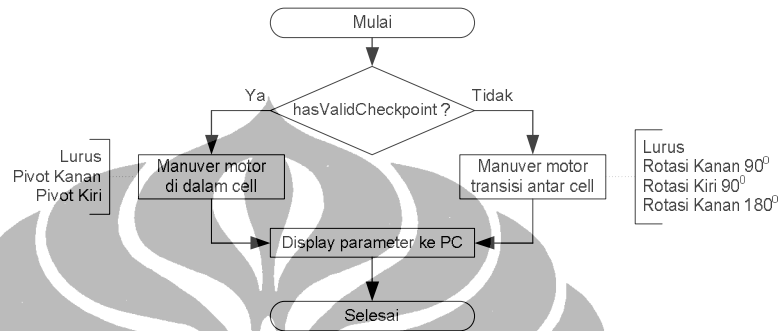 Mulai
Ya
Tidak
hasValidCheckpoint ?
Lurus
Pivot Kanan
Pivot Kiri
Manuver motor
di dalam cell
Manuver motor
transisi antar cell
Lurus
Rotasi Kanan 90⁰
Rotasi Kiri 90⁰
Rotasi Kanan 180⁰
Display parameter ke PC
Selesai